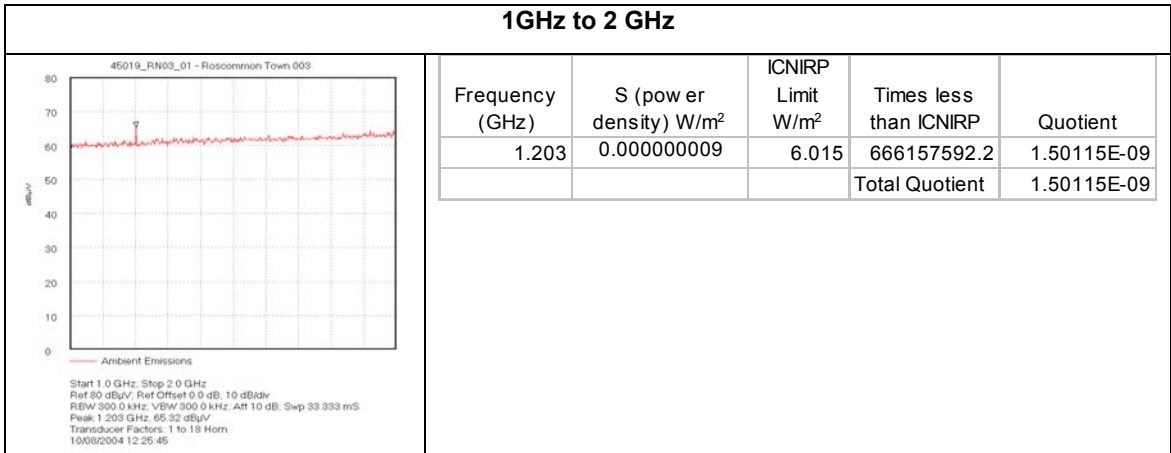 1GHz to 2 GHz
45019_RN03_01 - Roscommon Town 003
80
70
60
50
40
30
20
10
0
dBµV
Ambient Emissions
Start 1.0 GHz; Stop 2.0 GHz
Ref 80 dBµV; Ref Offset 0.0 dB; 10 dB/div
RBW 300.0 kHz; VBW 300.0 kHz; Att 10 dB; Swp 33.333 mS
Peak 1.203 GHz, 65.32 dBµV
Transducer Factors: 1 to 18 Horn
10/08/2004 12:25:45
Frequency (GHz)
S (pow er density) W/m²
ICNIRP Limit W/m²
Times less than ICNIRP
Quotient
1.203 0.000000009 6.015 666157592.2 1.50115E-09
Total Quotient 1.50115E-09